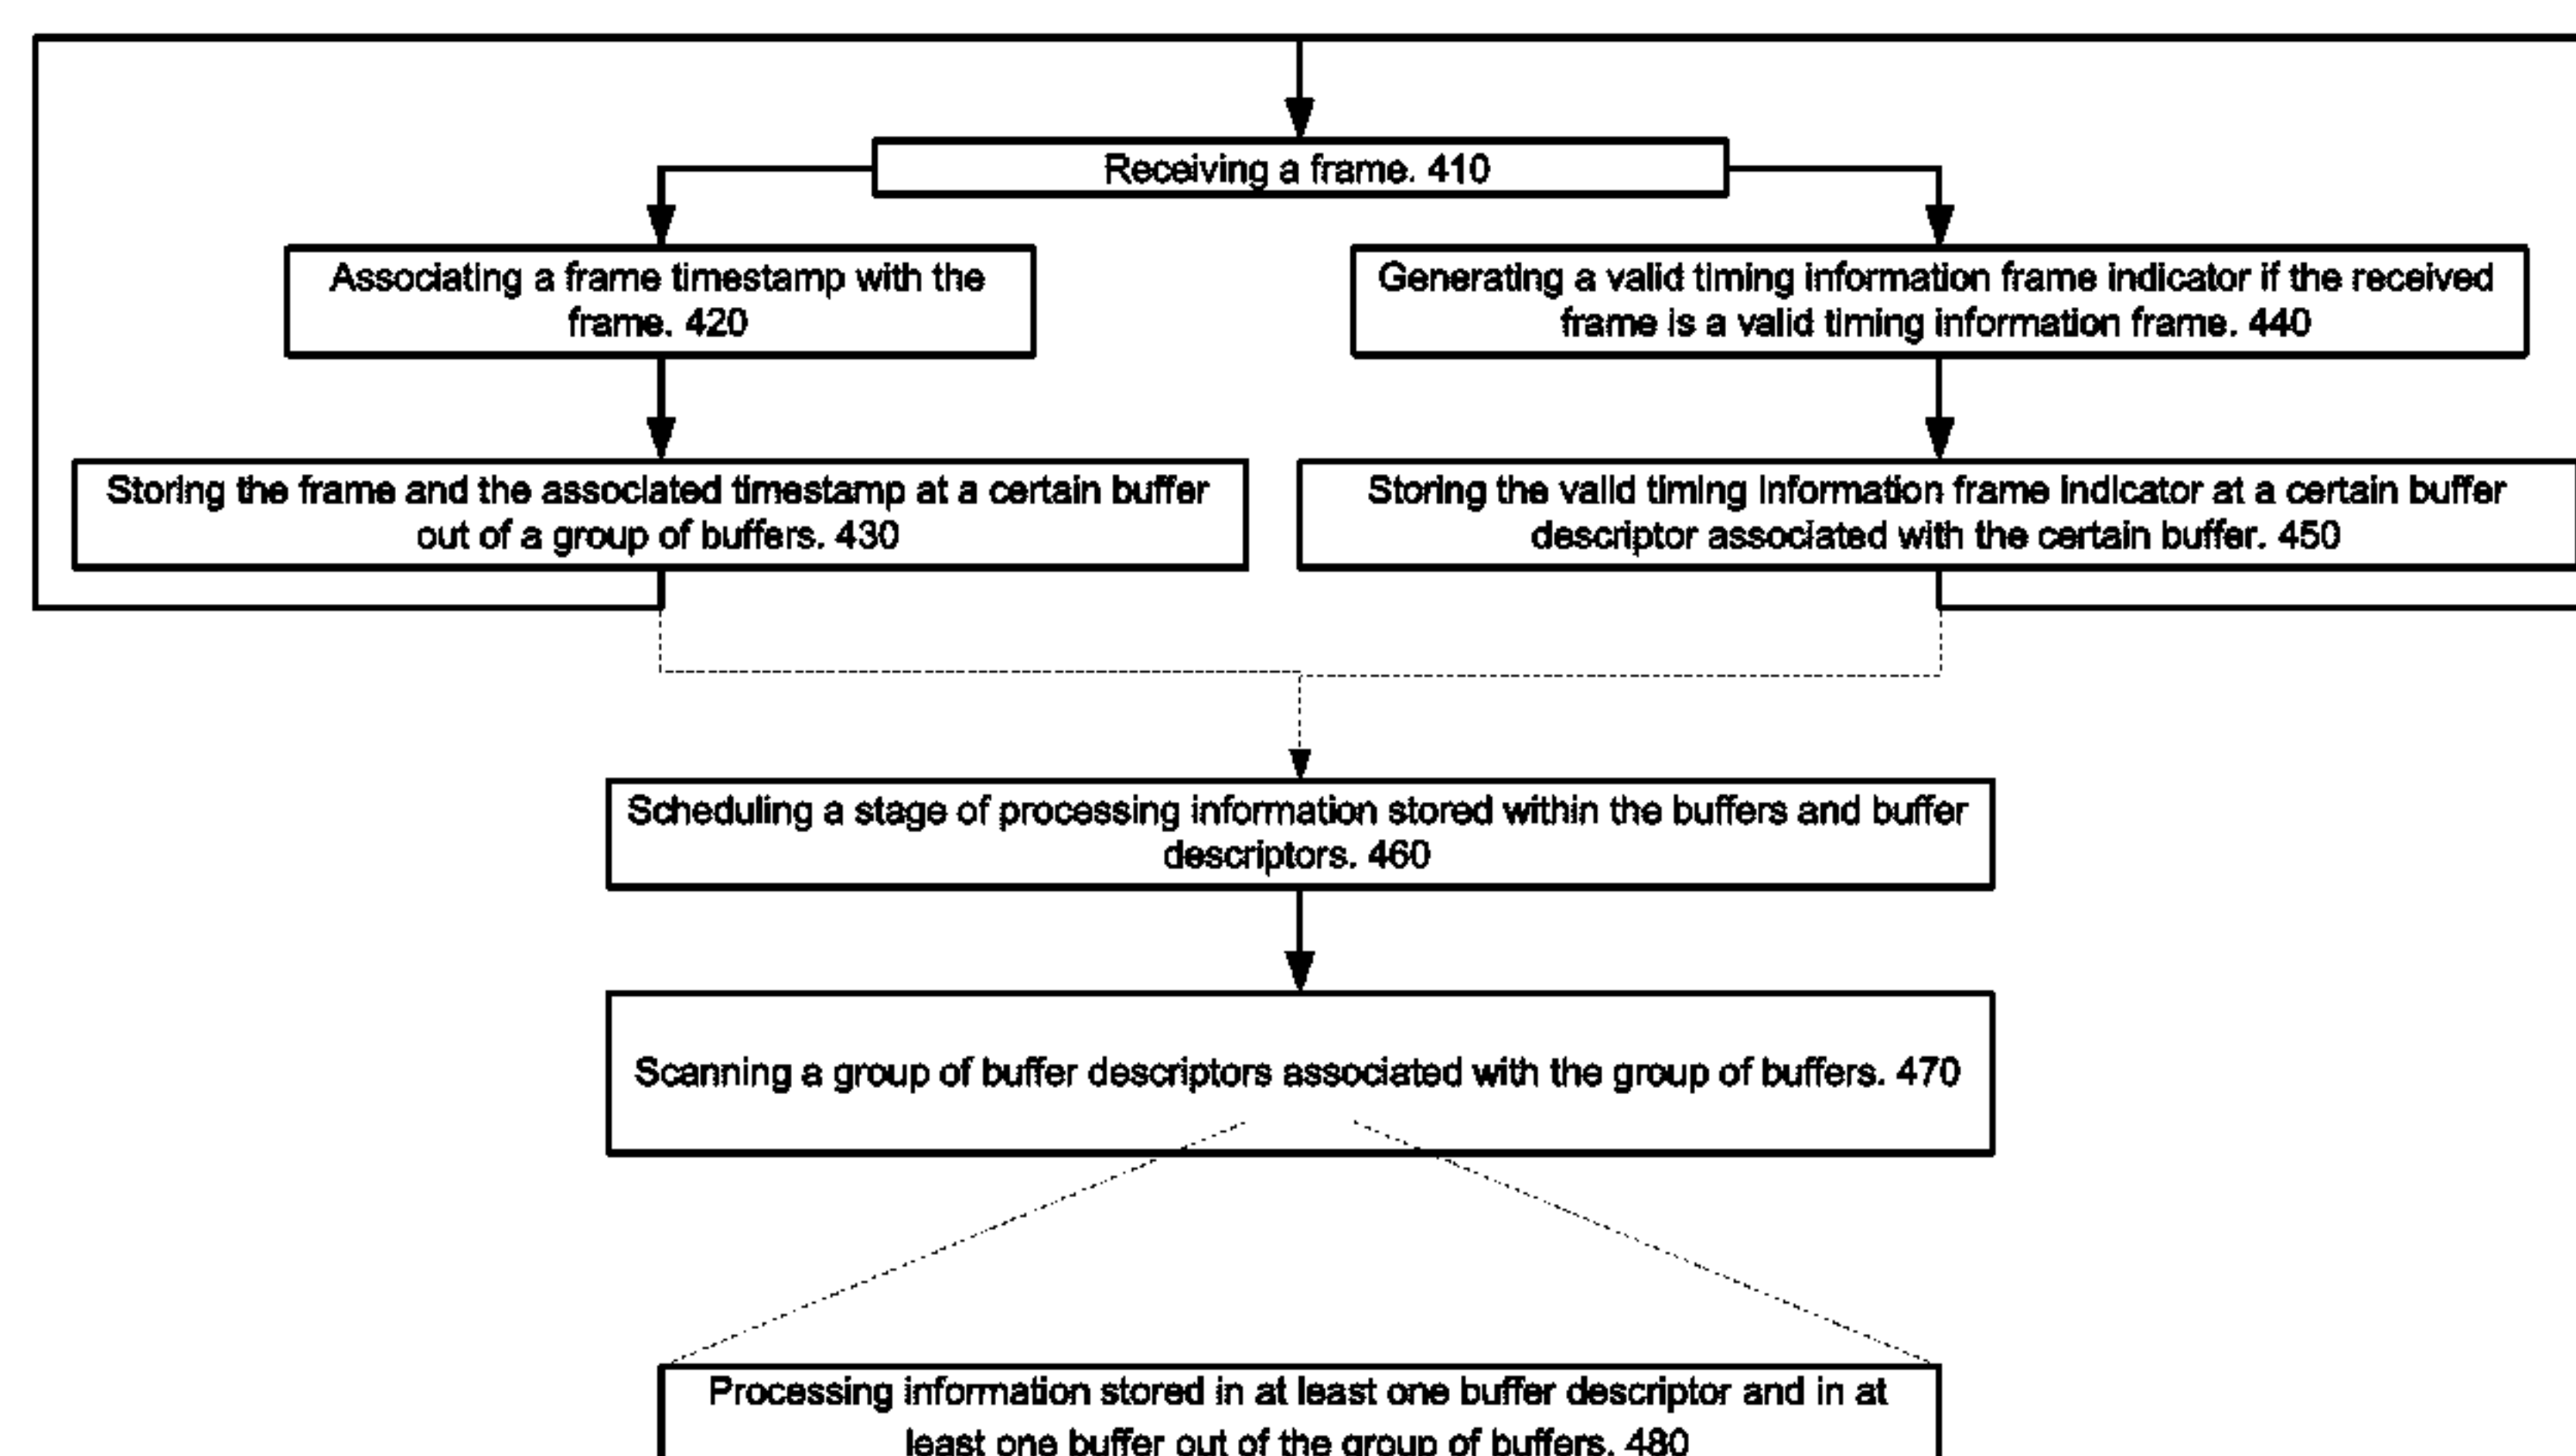 Receiving a frame. 410
Associating a frame timestamp with the
frame. 420
Generating a valid timing information frame indicator if the received
frame is a valid timing information frame. 440
Storing the frame and the associated timestamp at a certain buffer
out of a group of buffers. 430
Storing the valid timing information frame indicator at a certain buffer
descriptor associated with the certain buffer. 450
Scheduling a stage of processing information stored within the buffers and buffer
descriptors. 460
Scanning a group of buffer descriptors associated with the group of buffers. 470
Processing information stored in at least one buffer descriptor and in at
least one buffer out of the group of buffers. 480